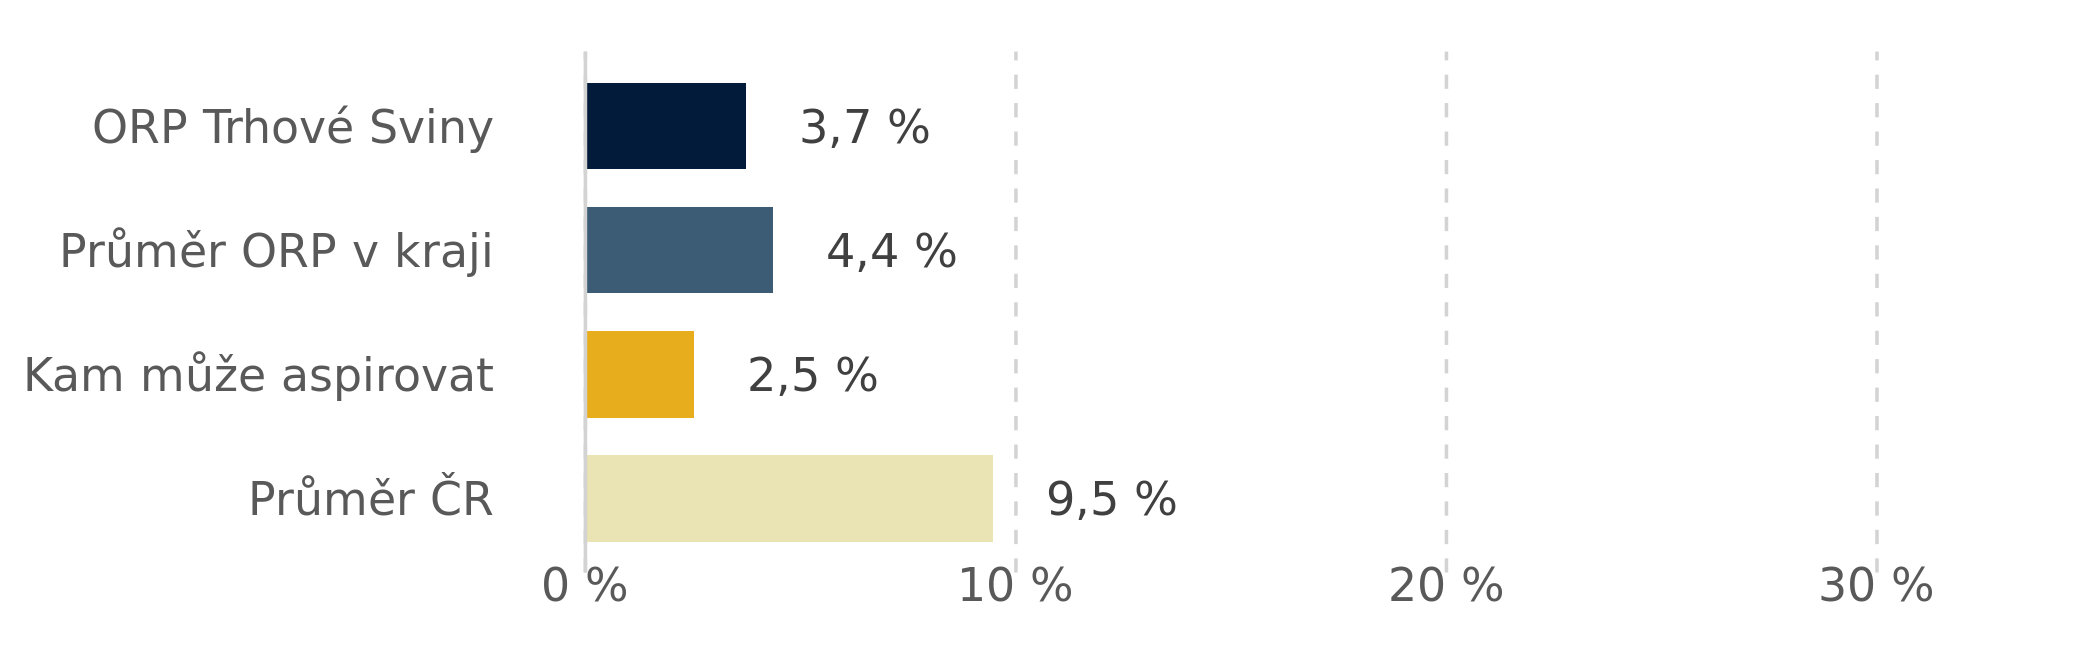 ORP Trhové Sviny 3,7 %
Průměr ORP v kraji 4,4 %
Kam může aspirovat 2,5 %
Průměr ČR 9,5 %
0 % 10 % 20 % 30 %